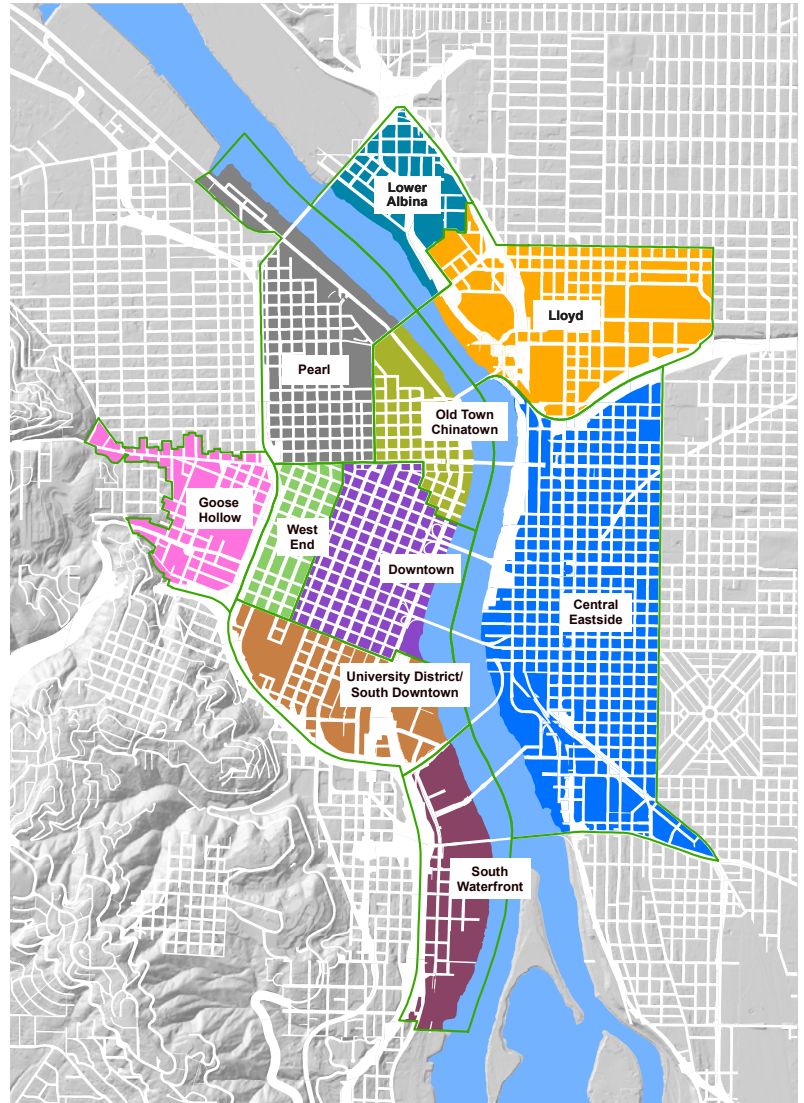 Lower
Albina
Lloyd
Pearl
Old Town
Chinatown
Goose
Hollow
West
End
Downtown
Central
Eastside
University District/
South Downtown
South
Waterfront